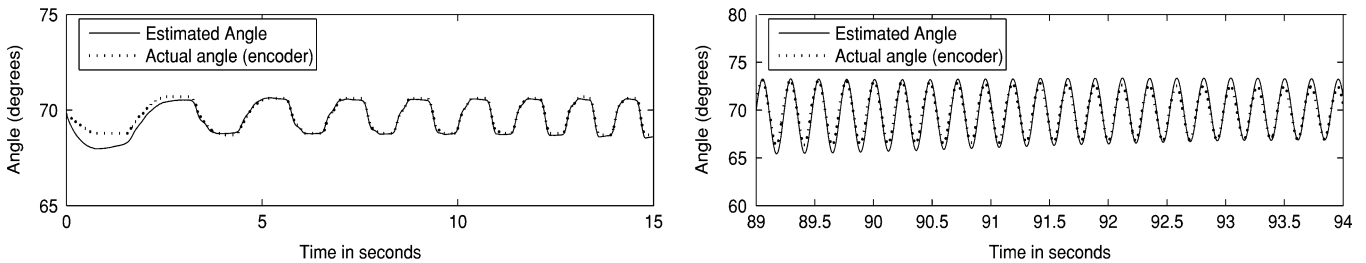 75
70
65
Angle (degrees)
Estimated Angle
Actual angle (encoder)
0
5
10
15
Time in seconds
80
75
70
65
60
Angle (degrees)
Estimated Angle
Actual angle (encoder)
89
89.5
90
90.5
91
91.5
92
92.5
93
93.5
94
Time in seconds